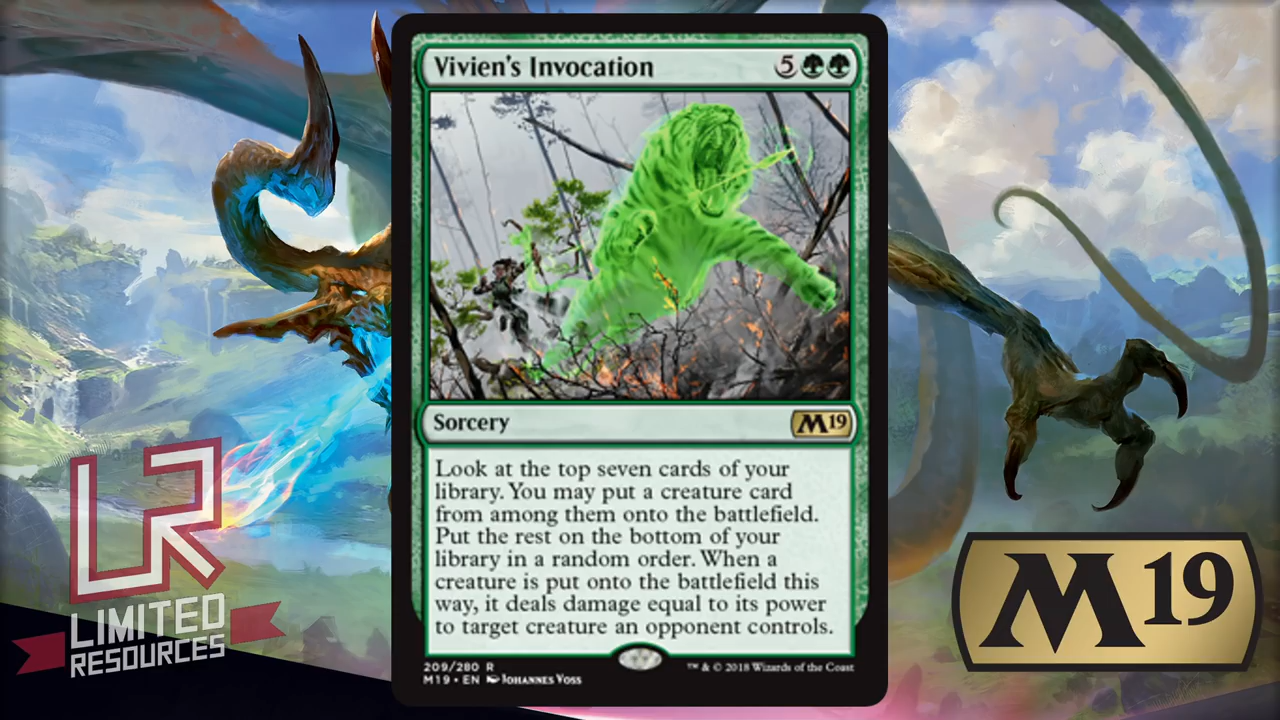 Vivien's Invocation 5
Sorcery M19
Look at the top seven cards of your
library. You may put a creature card
from among them onto the battlefield.
Put the rest on the bottom of your
library in a random order. When a
creature is put onto the battlefield this
way, it deals damage equal to its power
to target creature an opponent controls.
209/280 R
M19 • EN Johannes Voss
™ & © 2018 Wizards of the Coast
LR
LIMITED
RESOURCES
M19